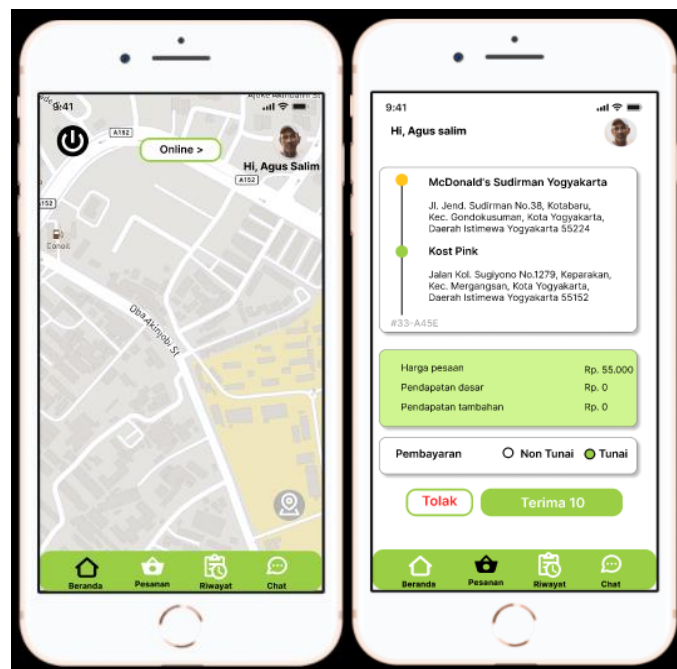 9:41
A152
Online >
Hi, Agus Salim
A152
152
Conoil
Oba Akinjobi St
Beranda
Pesanan
Riwayat
Chat
9:41
Hi, Agus salim
McDonald's Sudirman Yogyakarta
Jl. Jend. Sudirman No.38, Kotabaru,
Kec. Gondokusuman, Kota Yogyakarta,
Daerah Istimewa Yogyakarta 55224
Kost Pink
Jalan Kol. Sugiyono No.1279, Keparakan,
Kec. Mergangsan, Kota Yogyakarta,
Daerah Istimewa Yogyakarta 55152
#33-A45E
Harga pesaan Rp. 55.000
Pendapatan dasar Rp. 0
Pendapatan tambahan Rp. 0
Pembayaran Non Tunai Tunai
Tolak Terima 10
Beranda
Pesanan
Riwayat
Chat